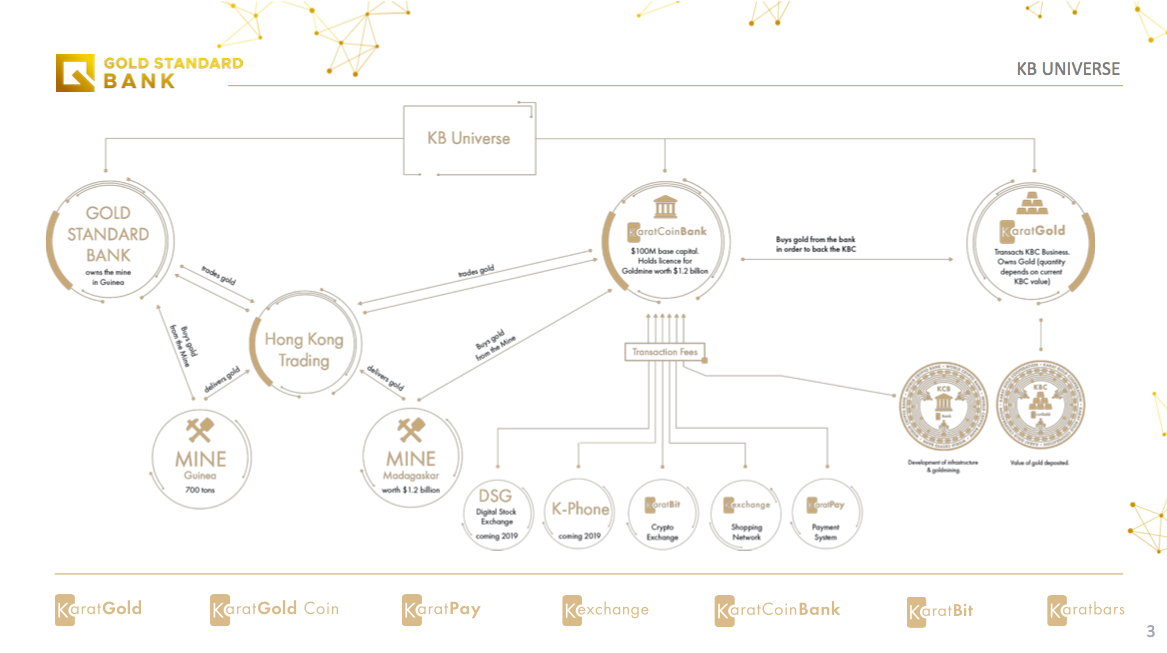 GOLD STANDARD
BANK
KB UNIVERSE
KB Universe
GOLD
STANDARD
BANK
owns the mine
in Guinea
KaratCoinBank
$100M base capital.
Holds licence for
Goldmine worth $1.2 billion
KaratGold
Transacts KBC Business.
Owns Gold (quantity
depends on current
KBC value)
Buys gold from the bank
in order to back the KBC
trades gold
trades gold
Hong Kong
Trading
Buys gold
from the Mine
delivers gold
delivers gold
Buys gold
from the Mine
Transaction Fees
MINE
Guinea
700 tons
MINE
Madagaskar
worth $1.2 billion
KCB
Bank
KBC
Development of infrastructure
& goldmining.
Value of gold deposited.
DSG
Digital Stock
Exchange
coming 2019
K-Phone
coming 2019
KaratBit
Crypto
Exchange
Kexchange
Shopping
Network
KaratPay
Payment
System
KaratGold
KaratGold Coin
KaratPay
Kexchange
KaratCoinBank
KaratBit
Karatbars
3